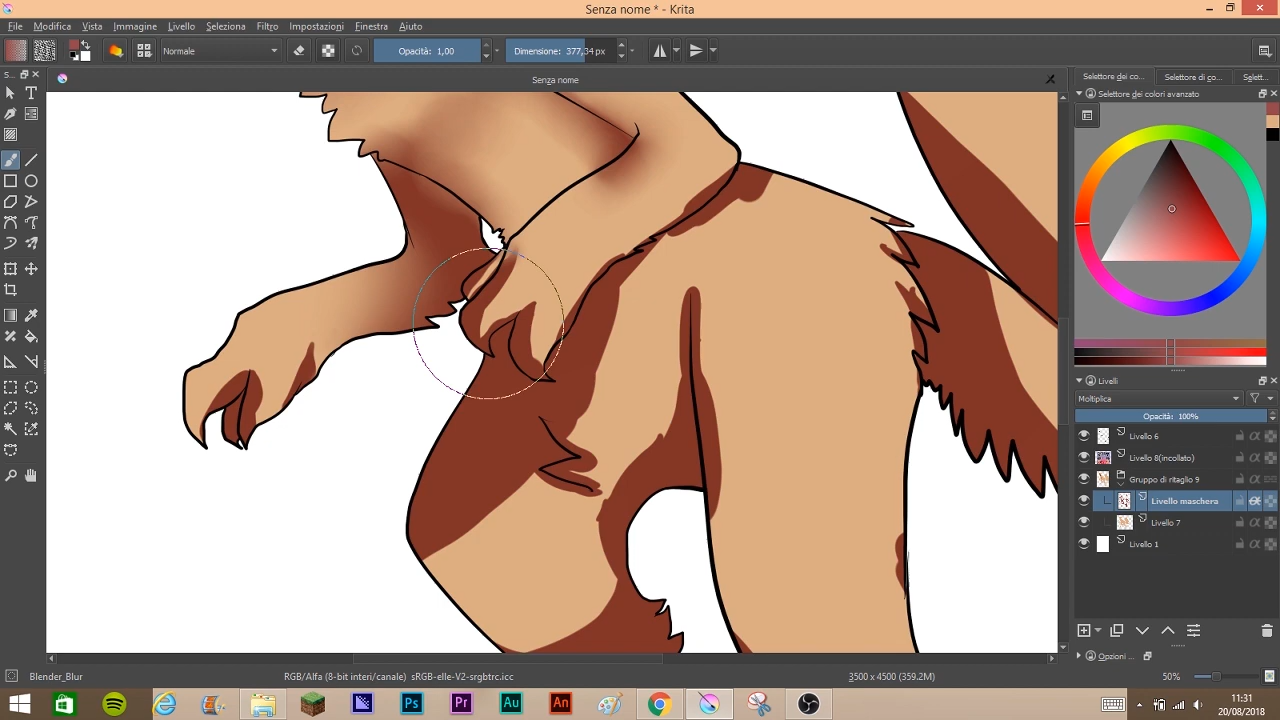 Senza nome * - Krita
File Modifica Vista Immagine Livello Seleziona Filtro Impostazioni Finestra Aiuto
Normale
Opacità: 1,00
Dimensione: 377,34 px
S...
Senza nome
Selettore dei co...
Selettore di co...
Selett...
Selettore dei colori avanzato
Livelli
Moltiplica
Opacità: 100%
Livello 6
Livello 8(incollato)
Gruppo di ritaglio 9
Livello maschera
Livello 7
Livello 1
Opzioni ...
Blender_Blur
RGB/Alfa (8-bit interi/canale) sRGB-elle-V2-srgbtrc.icc
3500 x 4500 (359.2M)
50%
Ps
Pr
Au
An
11:31
20/08/2018